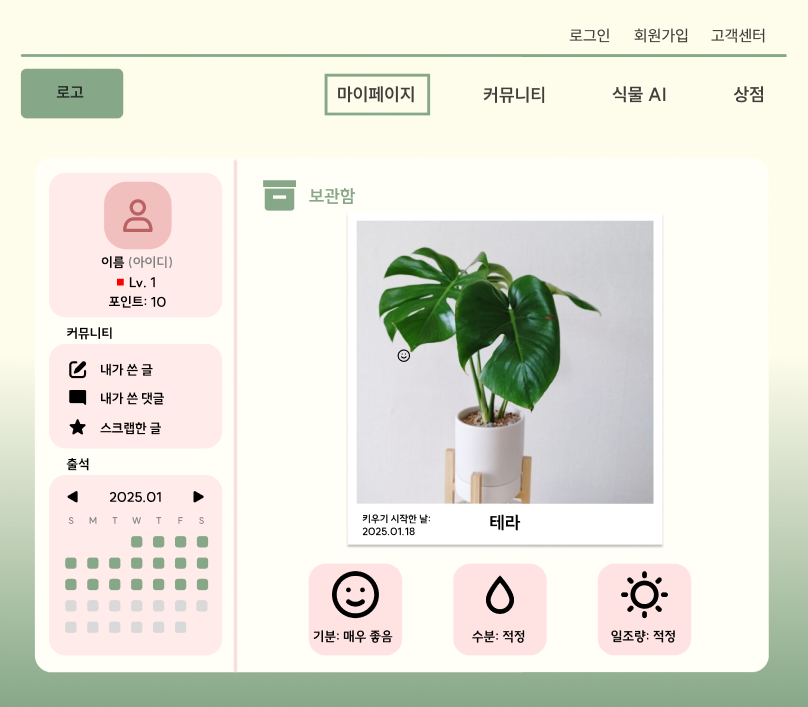 로그인 회원가입 고객센터
로고 마이페이지 커뮤니티 식물 AI 상점
이름 (아이디)
Lv. 1
포인트: 10
커뮤니티
내가 쓴 글
내가 쓴 댓글
스크랩한 글
출석
2025.01
S M T W T F S
보관함
키우기 시작한 날:
2025.01.18
테라
기분: 매우 좋음 수분: 적정 일조량: 적정